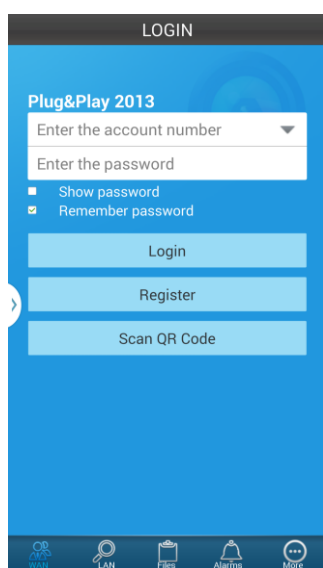 LOGIN
Plug&Play 2013
Enter the account number
Enter the password
Show password
Remember password
Login
Register
Scan QR Code
WAN LAN Files Alarms More